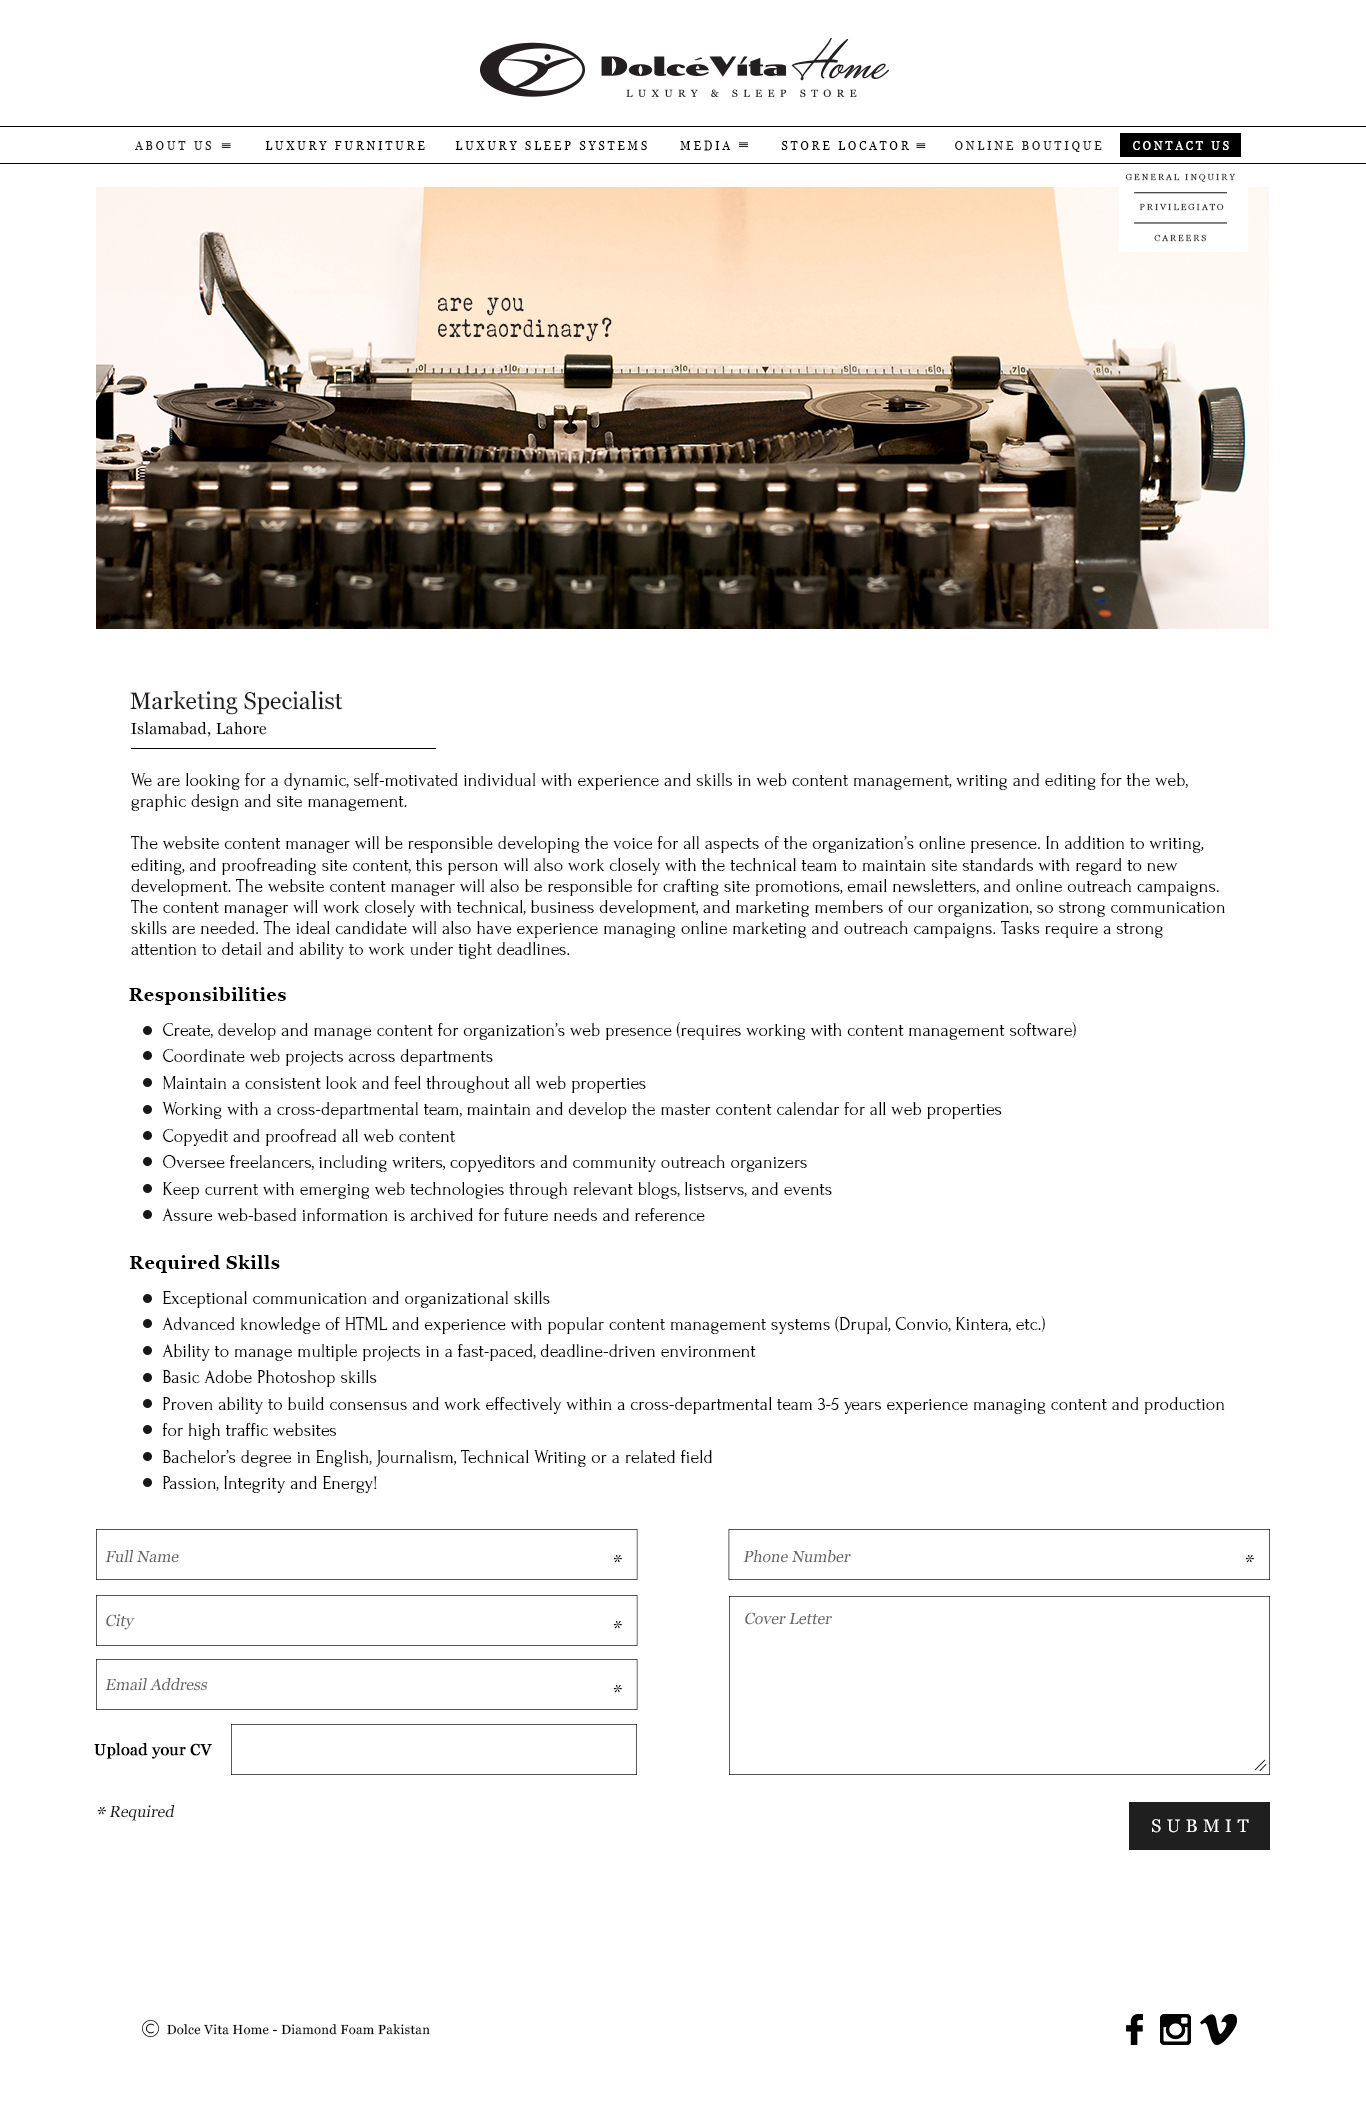 DolcéVíta Home
LUXURY & SLEEP STORE
ABOUT US LUXURY FURNITURE LUXURY SLEEP SYSTEMS MEDIA STORE LOCATOR ONLINE BOUTIQUE CONTACT US
GENERAL INQUIRY
PRIVILEGIATO
CAREERS
are you
extraordinary?
Marketing Specialist
Islamabad, Lahore
We are looking for a dynamic, self-motivated individual with experience and skills in web content management, writing and editing for the web,
graphic design and site management.
The website content manager will be responsible developing the voice for all aspects of the organization’s online presence. In addition to writing,
editing, and proofreading site content, this person will also work closely with the technical team to maintain site standards with regard to new
development. The website content manager will also be responsible for crafting site promotions, email newsletters, and online outreach campaigns.
The content manager will work closely with technical, business development, and marketing members of our organization, so strong communication
skills are needed. The ideal candidate will also have experience managing online marketing and outreach campaigns. Tasks require a strong
attention to detail and ability to work under tight deadlines.
Responsibilities
● Create, develop and manage content for organization’s web presence (requires working with content management software)
● Coordinate web projects across departments
● Maintain a consistent look and feel throughout all web properties
● Working with a cross-departmental team, maintain and develop the master content calendar for all web properties
● Copyedit and proofread all web content
● Oversee freelancers, including writers, copyeditors and community outreach organizers
● Keep current with emerging web technologies through relevant blogs, listservs, and events
● Assure web-based information is archived for future needs and reference
Required Skills
● Exceptional communication and organizational skills
● Advanced knowledge of HTML and experience with popular content management systems (Drupal, Convio, Kintera, etc.)
● Ability to manage multiple projects in a fast-paced, deadline-driven environment
● Basic Adobe Photoshop skills
● Proven ability to build consensus and work effectively within a cross-departmental team 3-5 years experience managing content and production
● for high traffic websites
● Bachelor’s degree in English, Journalism, Technical Writing or a related field
● Passion, Integrity and Energy!
Full Name *
Phone Number *
City *
Cover Letter
Email Address *
Upload your CV
* Required
SUBMIT
© Dolce Vita Home - Diamond Foam Pakistan